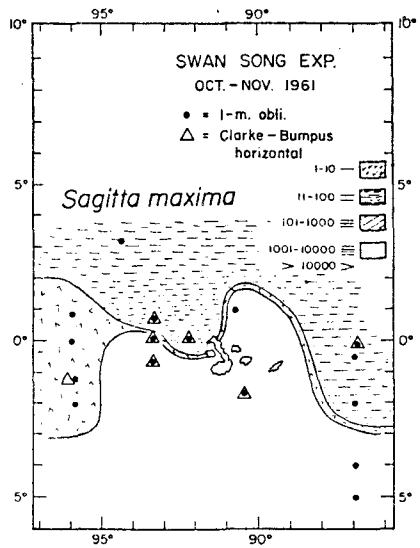 95° 90°
10° 10°
SWAN SONG EXP.
OCT.-NOV. 1961
• = 1-m. obli.
△ = Clarke-Bumpus
horizontal
1-10
5° 11-100 5°
Sagitta maxima
101-1000
1001-10000
> 10000 >
0° 0°
5° 5°
95° 90°